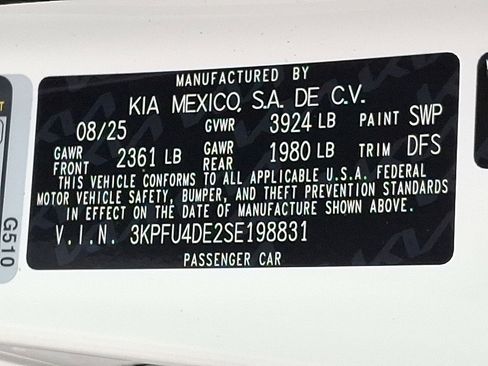 MANUFACTURED BY
KIA MEXICO, S.A. DE C.V.
08/25 GVWR 3924 LB PAINT SWP
GAWR FRONT 2361 LB GAWR REAR 1980 LB TRIM DFS
THIS VEHICLE CONFORMS TO ALL APPLICABLE U.S.A. FEDERAL
MOTOR VEHICLE SAFETY, BUMPER, AND THEFT PREVENTION STANDARDS
IN EFFECT ON THE DATE OF MANUFACTURE SHOWN ABOVE.
V.I.N. 3KPFU4DE2SE198831
PASSENGER CAR
G510